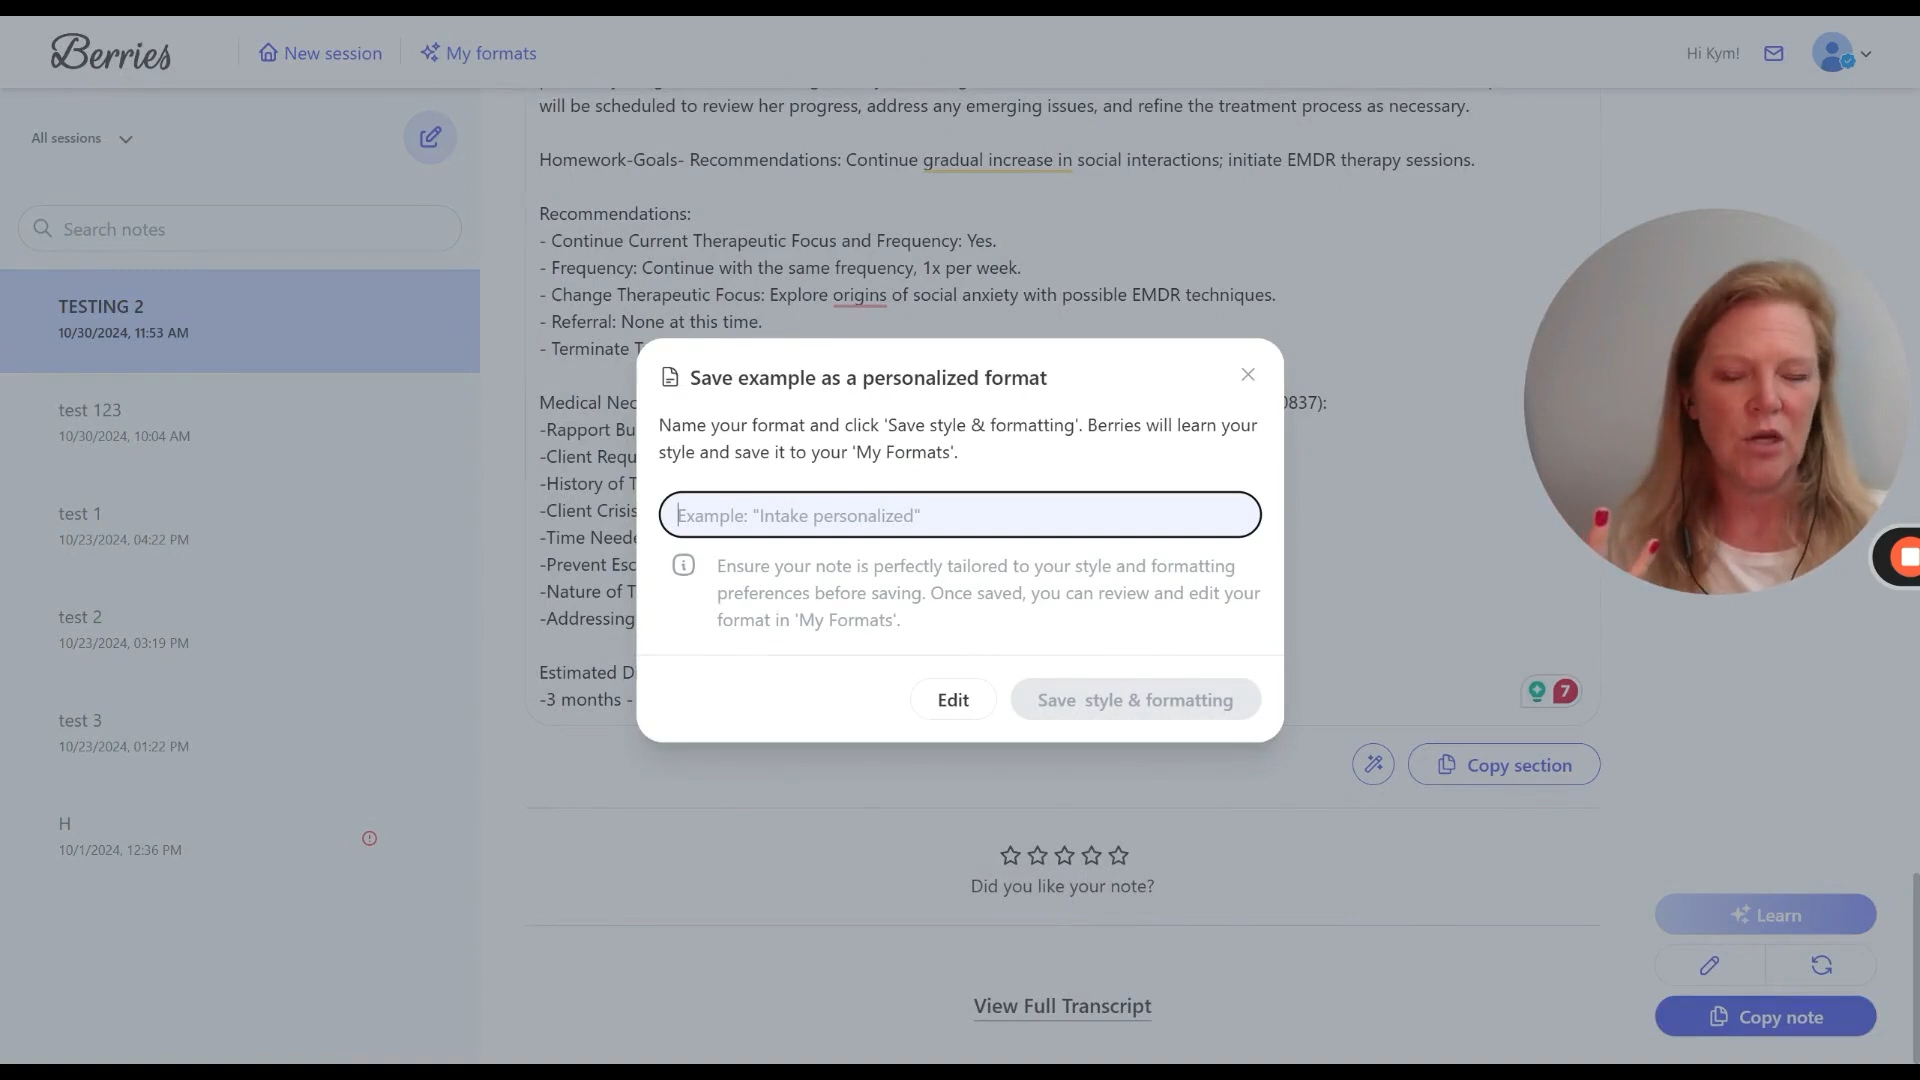 Berries
New session
My formats
Hi Kym!
All sessions
Search notes
TESTING 2
10/30/2024, 11:53 AM
test 123
10/30/2024, 10:04 AM
test 1
10/23/2024, 04:22 PM
test 2
10/23/2024, 03:19 PM
test 3
10/23/2024, 01:22 PM
H
10/1/2024, 12:36 PM
will be scheduled to review her progress, address any emerging issues, and refine the treatment process as necessary.
Homework-Goals- Recommendations: Continue gradual increase in social interactions; initiate EMDR therapy sessions.
Recommendations:
- Continue Current Therapeutic Focus and Frequency: Yes.
- Frequency: Continue with the same frequency, 1x per week.
- Change Therapeutic Focus: Explore origins of social anxiety with possible EMDR techniques.
- Referral: None at this time.
- Terminate
Medical 0837):
-Rapport
-Client
-History of
-Client Crisis
-Time
-Prevent
-Nature of
-Addressing
Estimated
-3 months -
Save example as a personalized format
Name your format and click 'Save style & formatting'. Berries will learn your
style and save it to your 'My Formats'.
Example: "Intake personalized"
Ensure your note is perfectly tailored to your style and formatting
preferences before saving. Once saved, you can review and edit your
format in 'My Formats'.
Edit
Save style & formatting
7
Copy section
Did you like your note?
View Full Transcript
Learn
Copy note